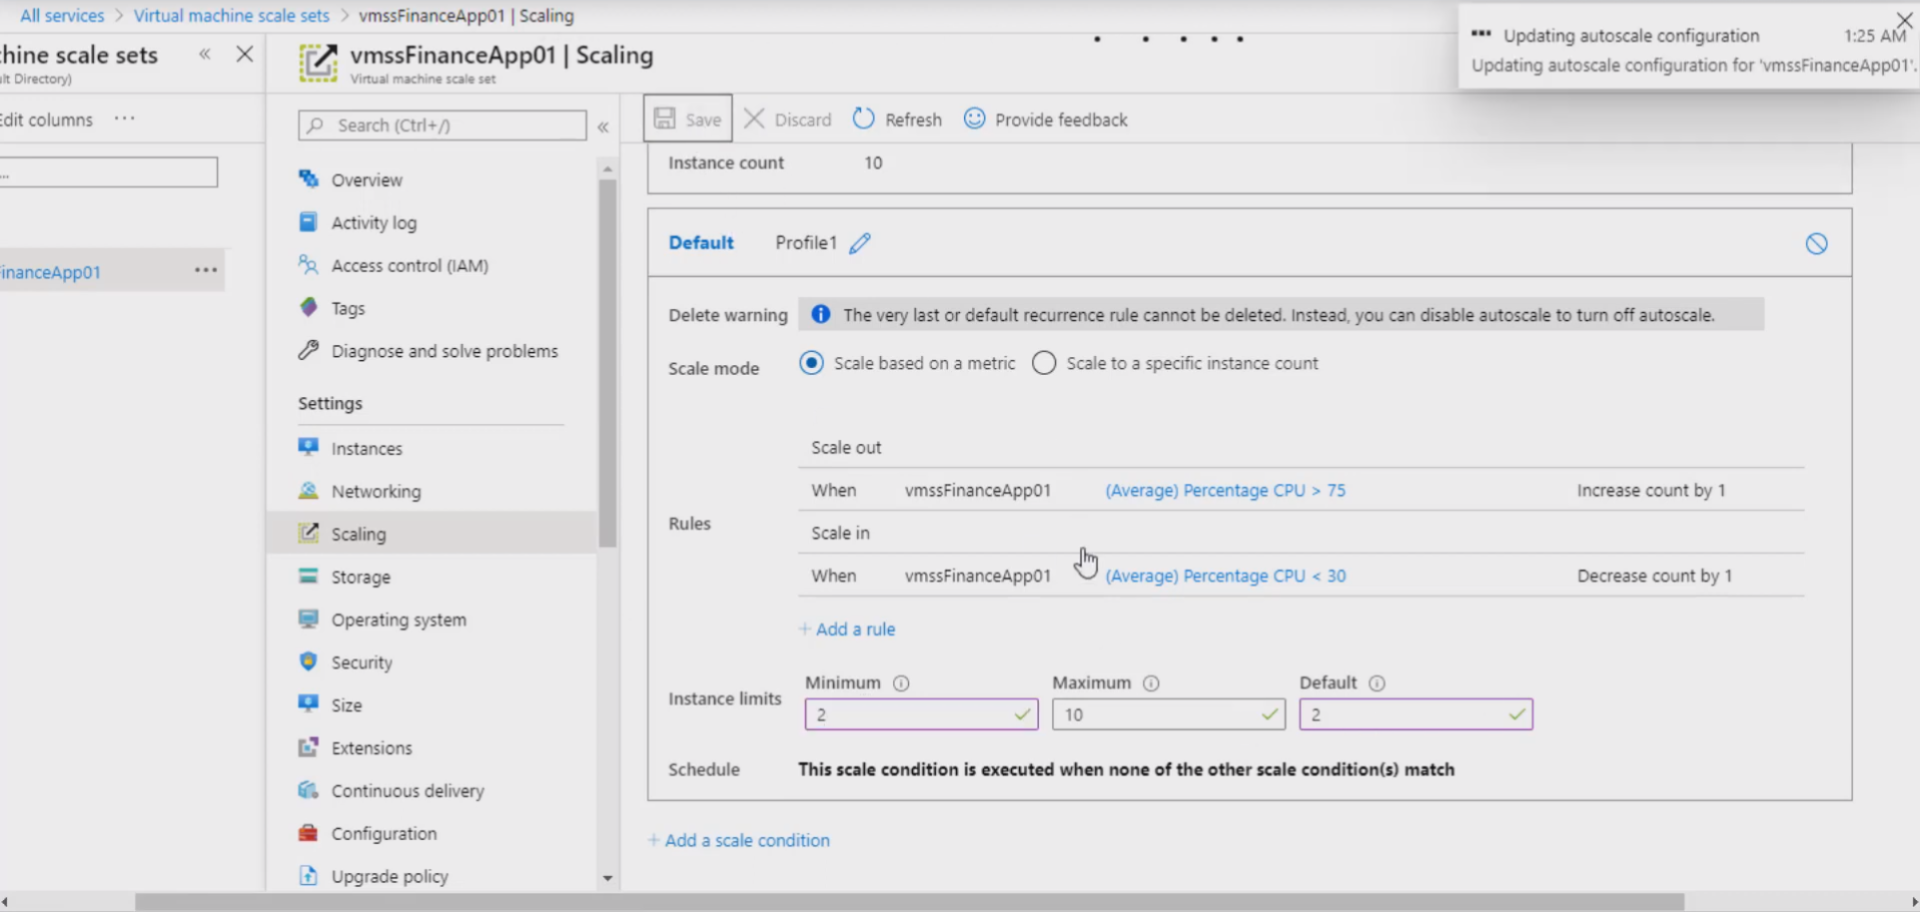 All services > Virtual machine scale sets > vmssFinanceApp01 | Scaling
Updating autoscale configuration 1:25 AM
Updating autoscale configuration for 'vmssFinanceApp01'.
hine scale sets
lt Directory)
vmssFinanceApp01 | Scaling
Virtual machine scale set
Edit columns
Search (Ctrl+/)
Save Discard Refresh Provide feedback
...
inanceApp01
Overview
Activity log
Access control (IAM)
Tags
Diagnose and solve problems
Settings
Instances
Networking
Scaling
Storage
Operating system
Security
Size
Extensions
Continuous delivery
Configuration
Upgrade policy
Instance count 10
Default Profile1
Delete warning The very last or default recurrence rule cannot be deleted. Instead, you can disable autoscale to turn off autoscale.
Scale mode Scale based on a metric Scale to a specific instance count
Rules
Scale out
When vmssFinanceApp01 (Average) Percentage CPU > 75 Increase count by 1
Scale in
When vmssFinanceApp01 (Average) Percentage CPU < 30 Decrease count by 1
+ Add a rule
Instance limits
Minimum Maximum Default
2 10 2
Schedule This scale condition is executed when none of the other scale condition(s) match
+ Add a scale condition